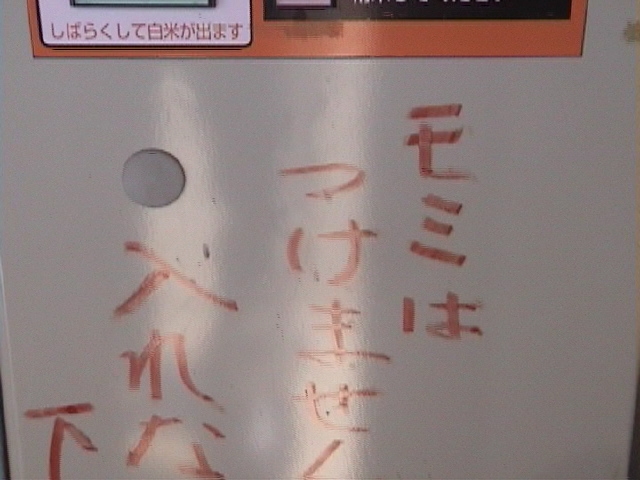 しばらくして白米が出ます
モミは
つけませ
入れな
下